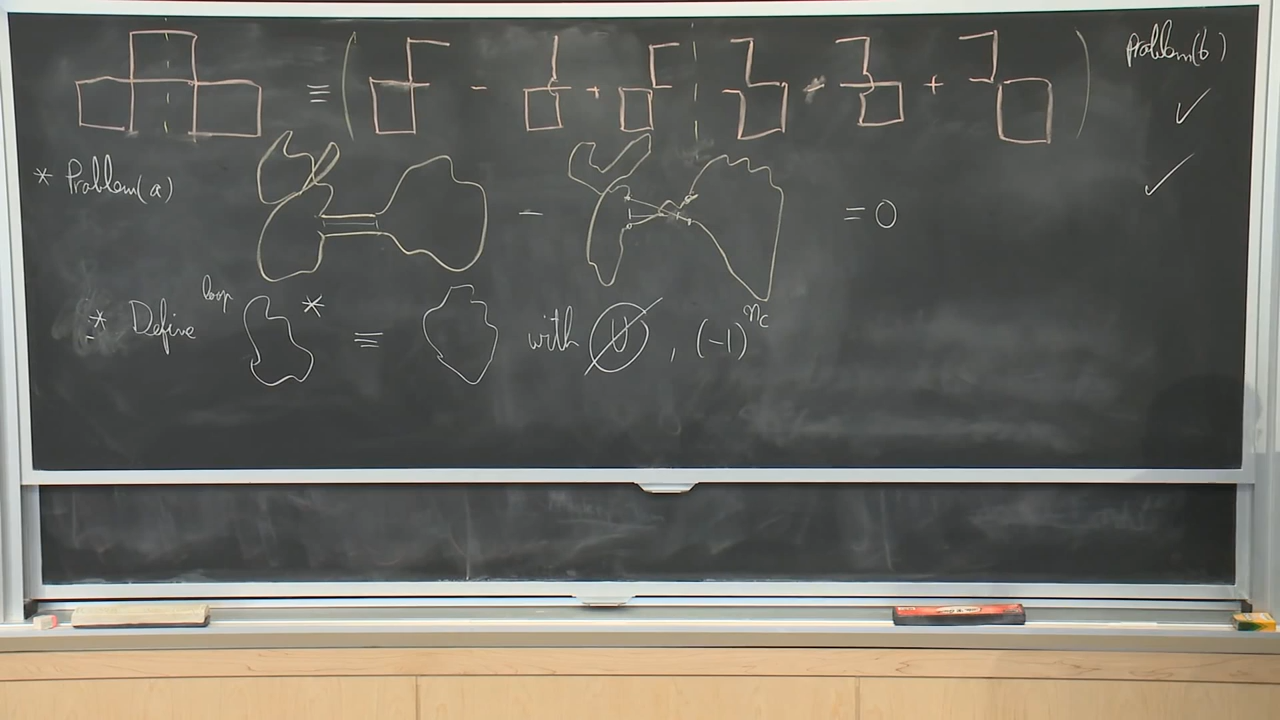 ≡ ( - + - + ) Problem(b)
✓
* Problem(a) - = 0 ✓
* Define loop * ≡ with U , (-1)^{n_c}